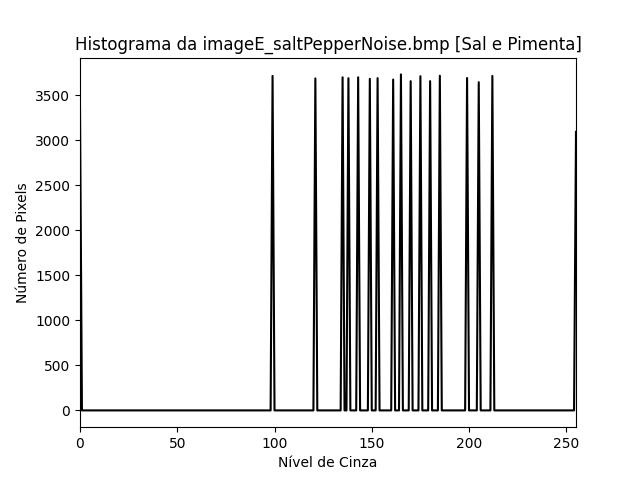 Histograma da imageE_saltPepperNoise.bmp [Sal e Pimenta]
3500
3000
2500
2000
1500
1000
500
0
Número de Pixels
0 50 100 150 200 250
Nível de Cinza